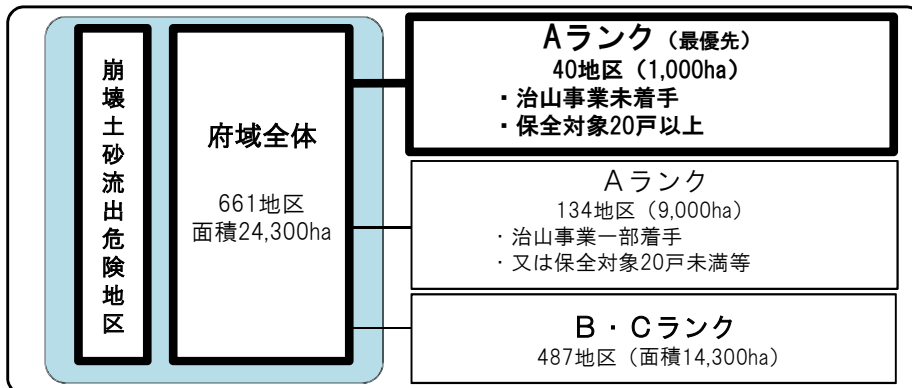 崩壊土砂流出危険地区
府域全体
661地区
面積24,300ha
Aランク（最優先）
40地区（1,000ha）
・治山事業未着手
・保全対象20戸以上
Aランク
134地区（9,000ha）
・治山事業一部着手
・又は保全対象20戸未満等
B・Cランク
487地区（面積14,300ha）